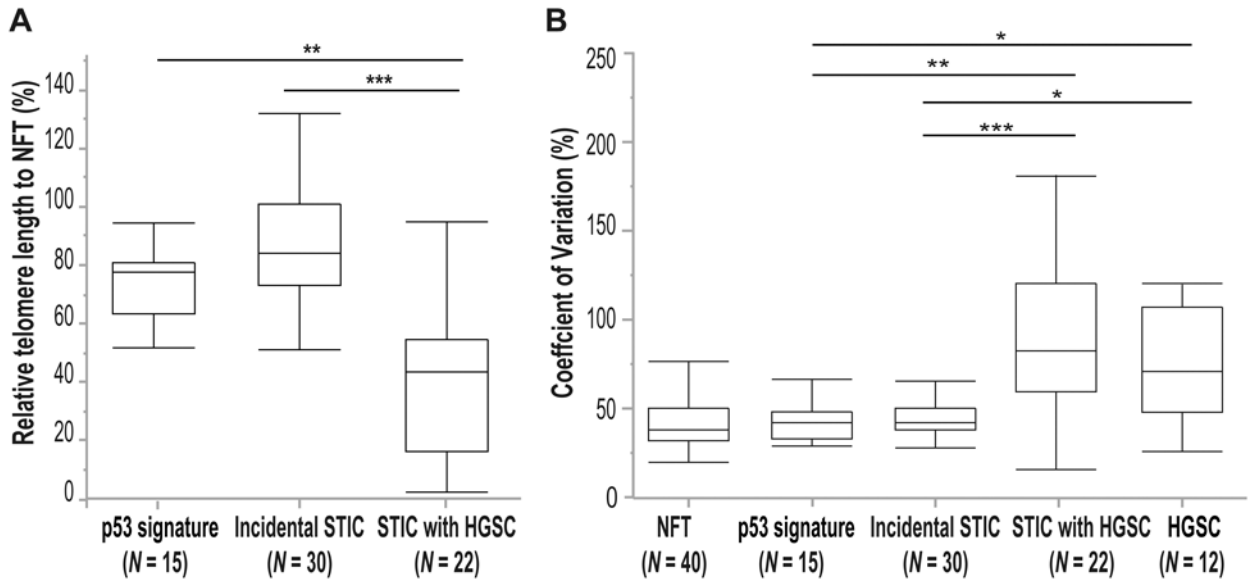 A
Relative telomere length to NFT (%)
140
120
100
80
60
40
20
0
**
***
p53 signature
(N = 15)
Incidental STIC
(N = 30)
STIC with HGSC
(N = 22)
B
Coeffcient of Variation (%)
250
200
150
100
50
0
*
**
*
***
NFT
(N = 40)
p53 signature
(N = 15)
Incidental STIC
(N = 30)
STIC with HGSC
(N = 22)
HGSC
(N = 12)